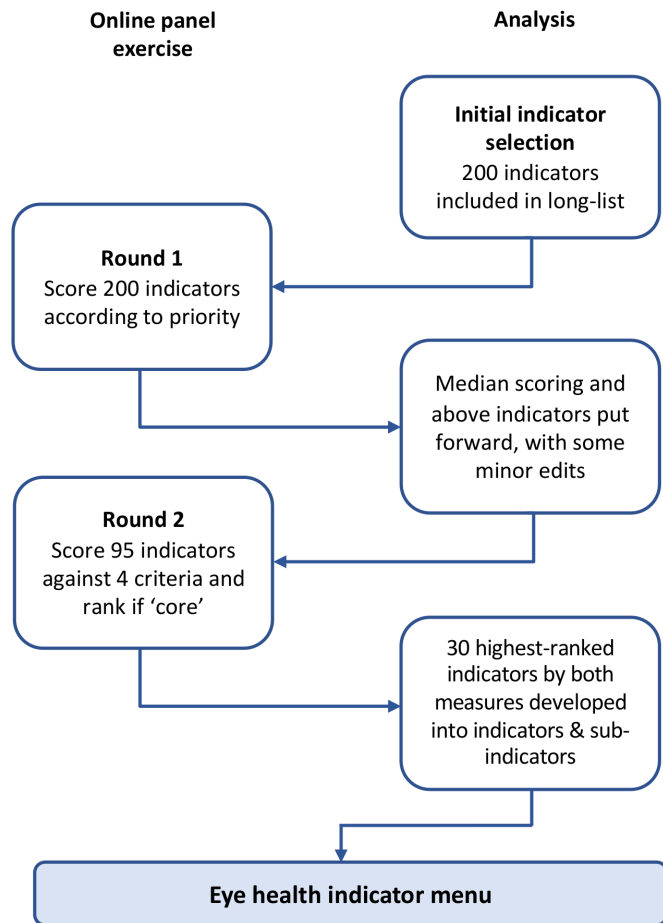 Online panel
exercise
Analysis
Initial indicator
selection
200 indicators
included in long-list
Round 1
Score 200 indicators
according to priority
Median scoring and
above indicators put
forward, with some
minor edits
Round 2
Score 95 indicators
against 4 criteria and
rank if ‘core’
30 highest-ranked
indicators by both
measures developed
into indicators & sub-
indicators
Eye health indicator menu